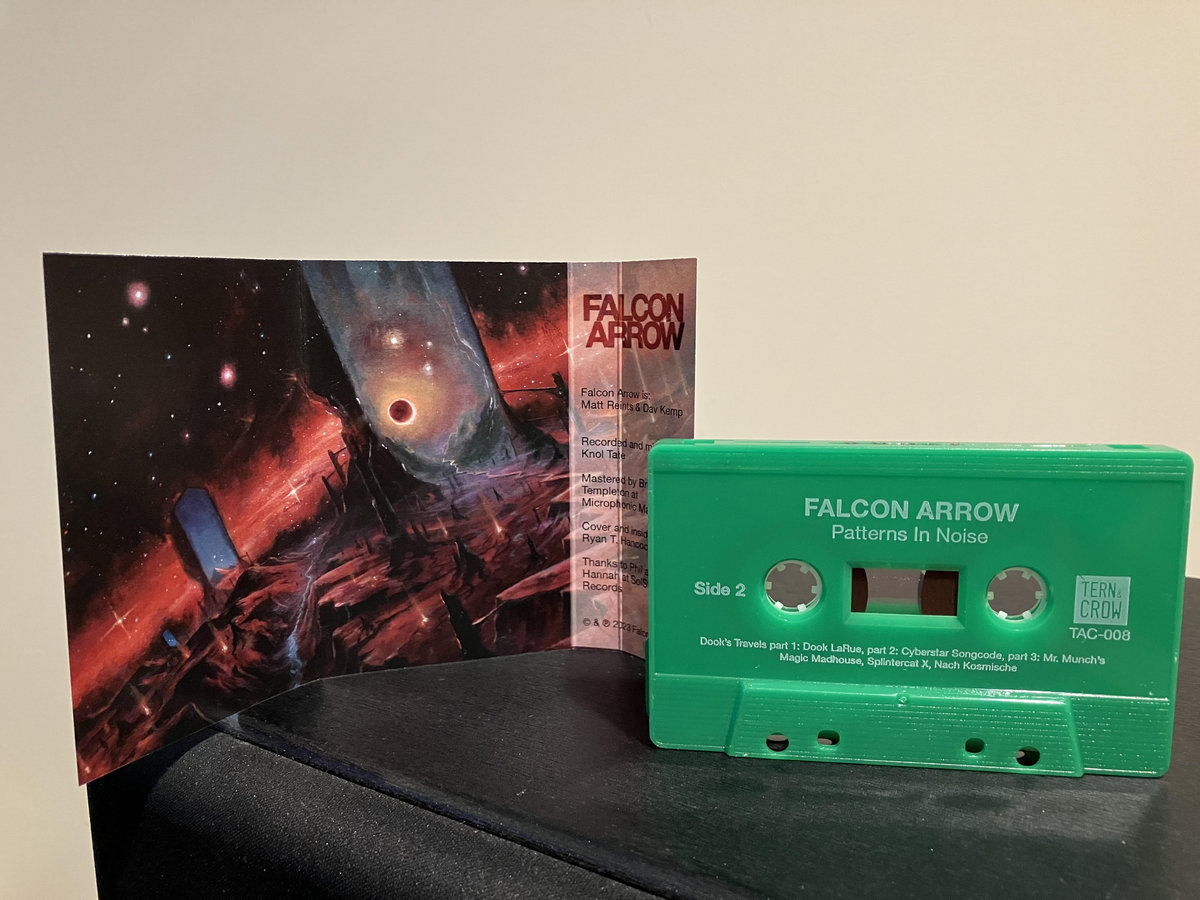 FALCON
ARROW
Falcon Arrow is:
Matt Reints & Dav Kemp
Recorded and
Knol Tate
Mastered by
Templeton at
Microphonic
Cover and
Ryan T.
Thanks to Phil
Hannah at
Records
© & ℗ 2023
FALCON ARROW
Patterns In Noise
Side 2
TERN &
CROW
TAC-008
Dook's Travels part 1: Dook LaRue, part 2: Cyberstar Songcode, part 3: Mr. Munch's
Magic Madhouse, Splintercat X, Nach Kosmische